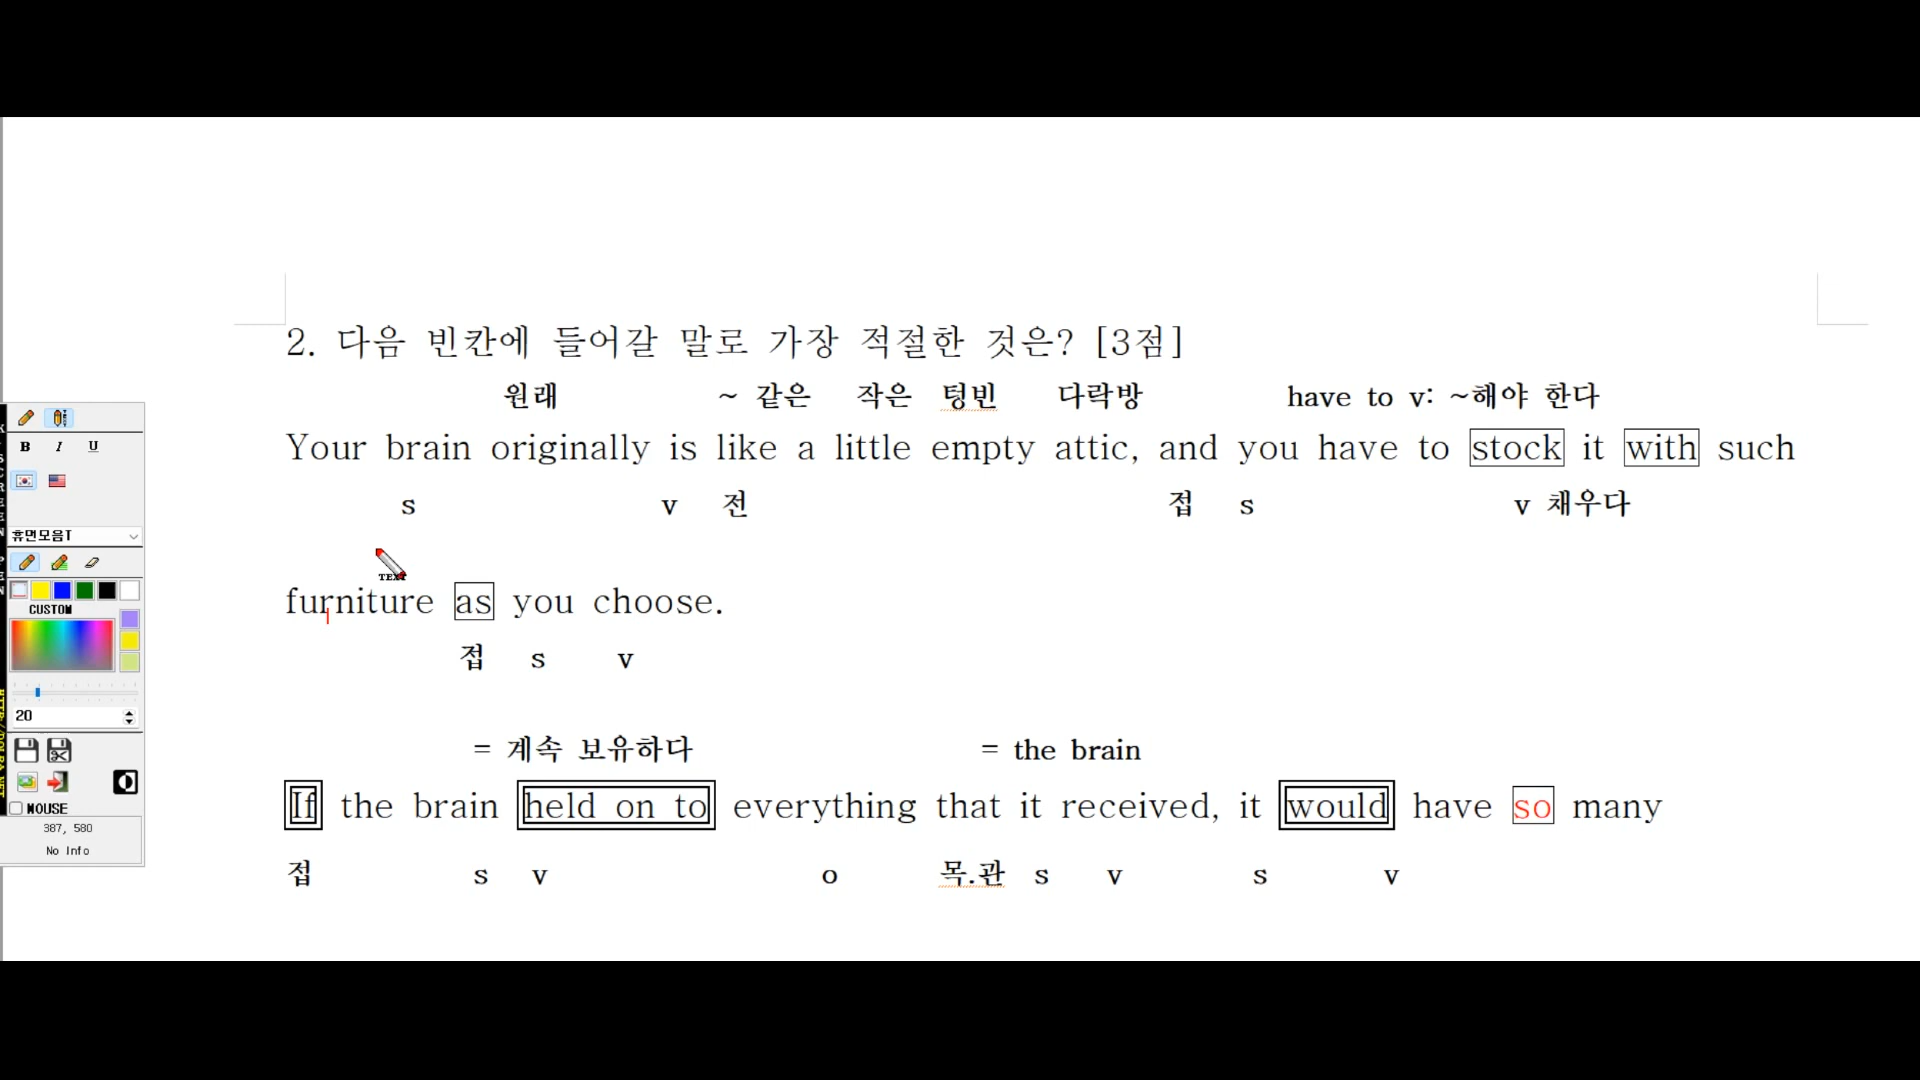 2. 다음 빈칸에 들어갈 말로 가장 적절한 것은? [3점]
원래 ~ 같은 작은 텅빈 다락방 have to v: ~해야 한다
Your brain originally is like a little empty attic, and you have to stock it with such
s v 전 접 s v 채우다
furniture as you choose.
접 s v
= 계속 보유하다 = the brain
If the brain held on to everything that it received, it would have so many
접 s v o 목.관 s v s v
B I U
휴먼모음T
CUSTOM
20
MOUSE
387, 580
No Info
TEXT